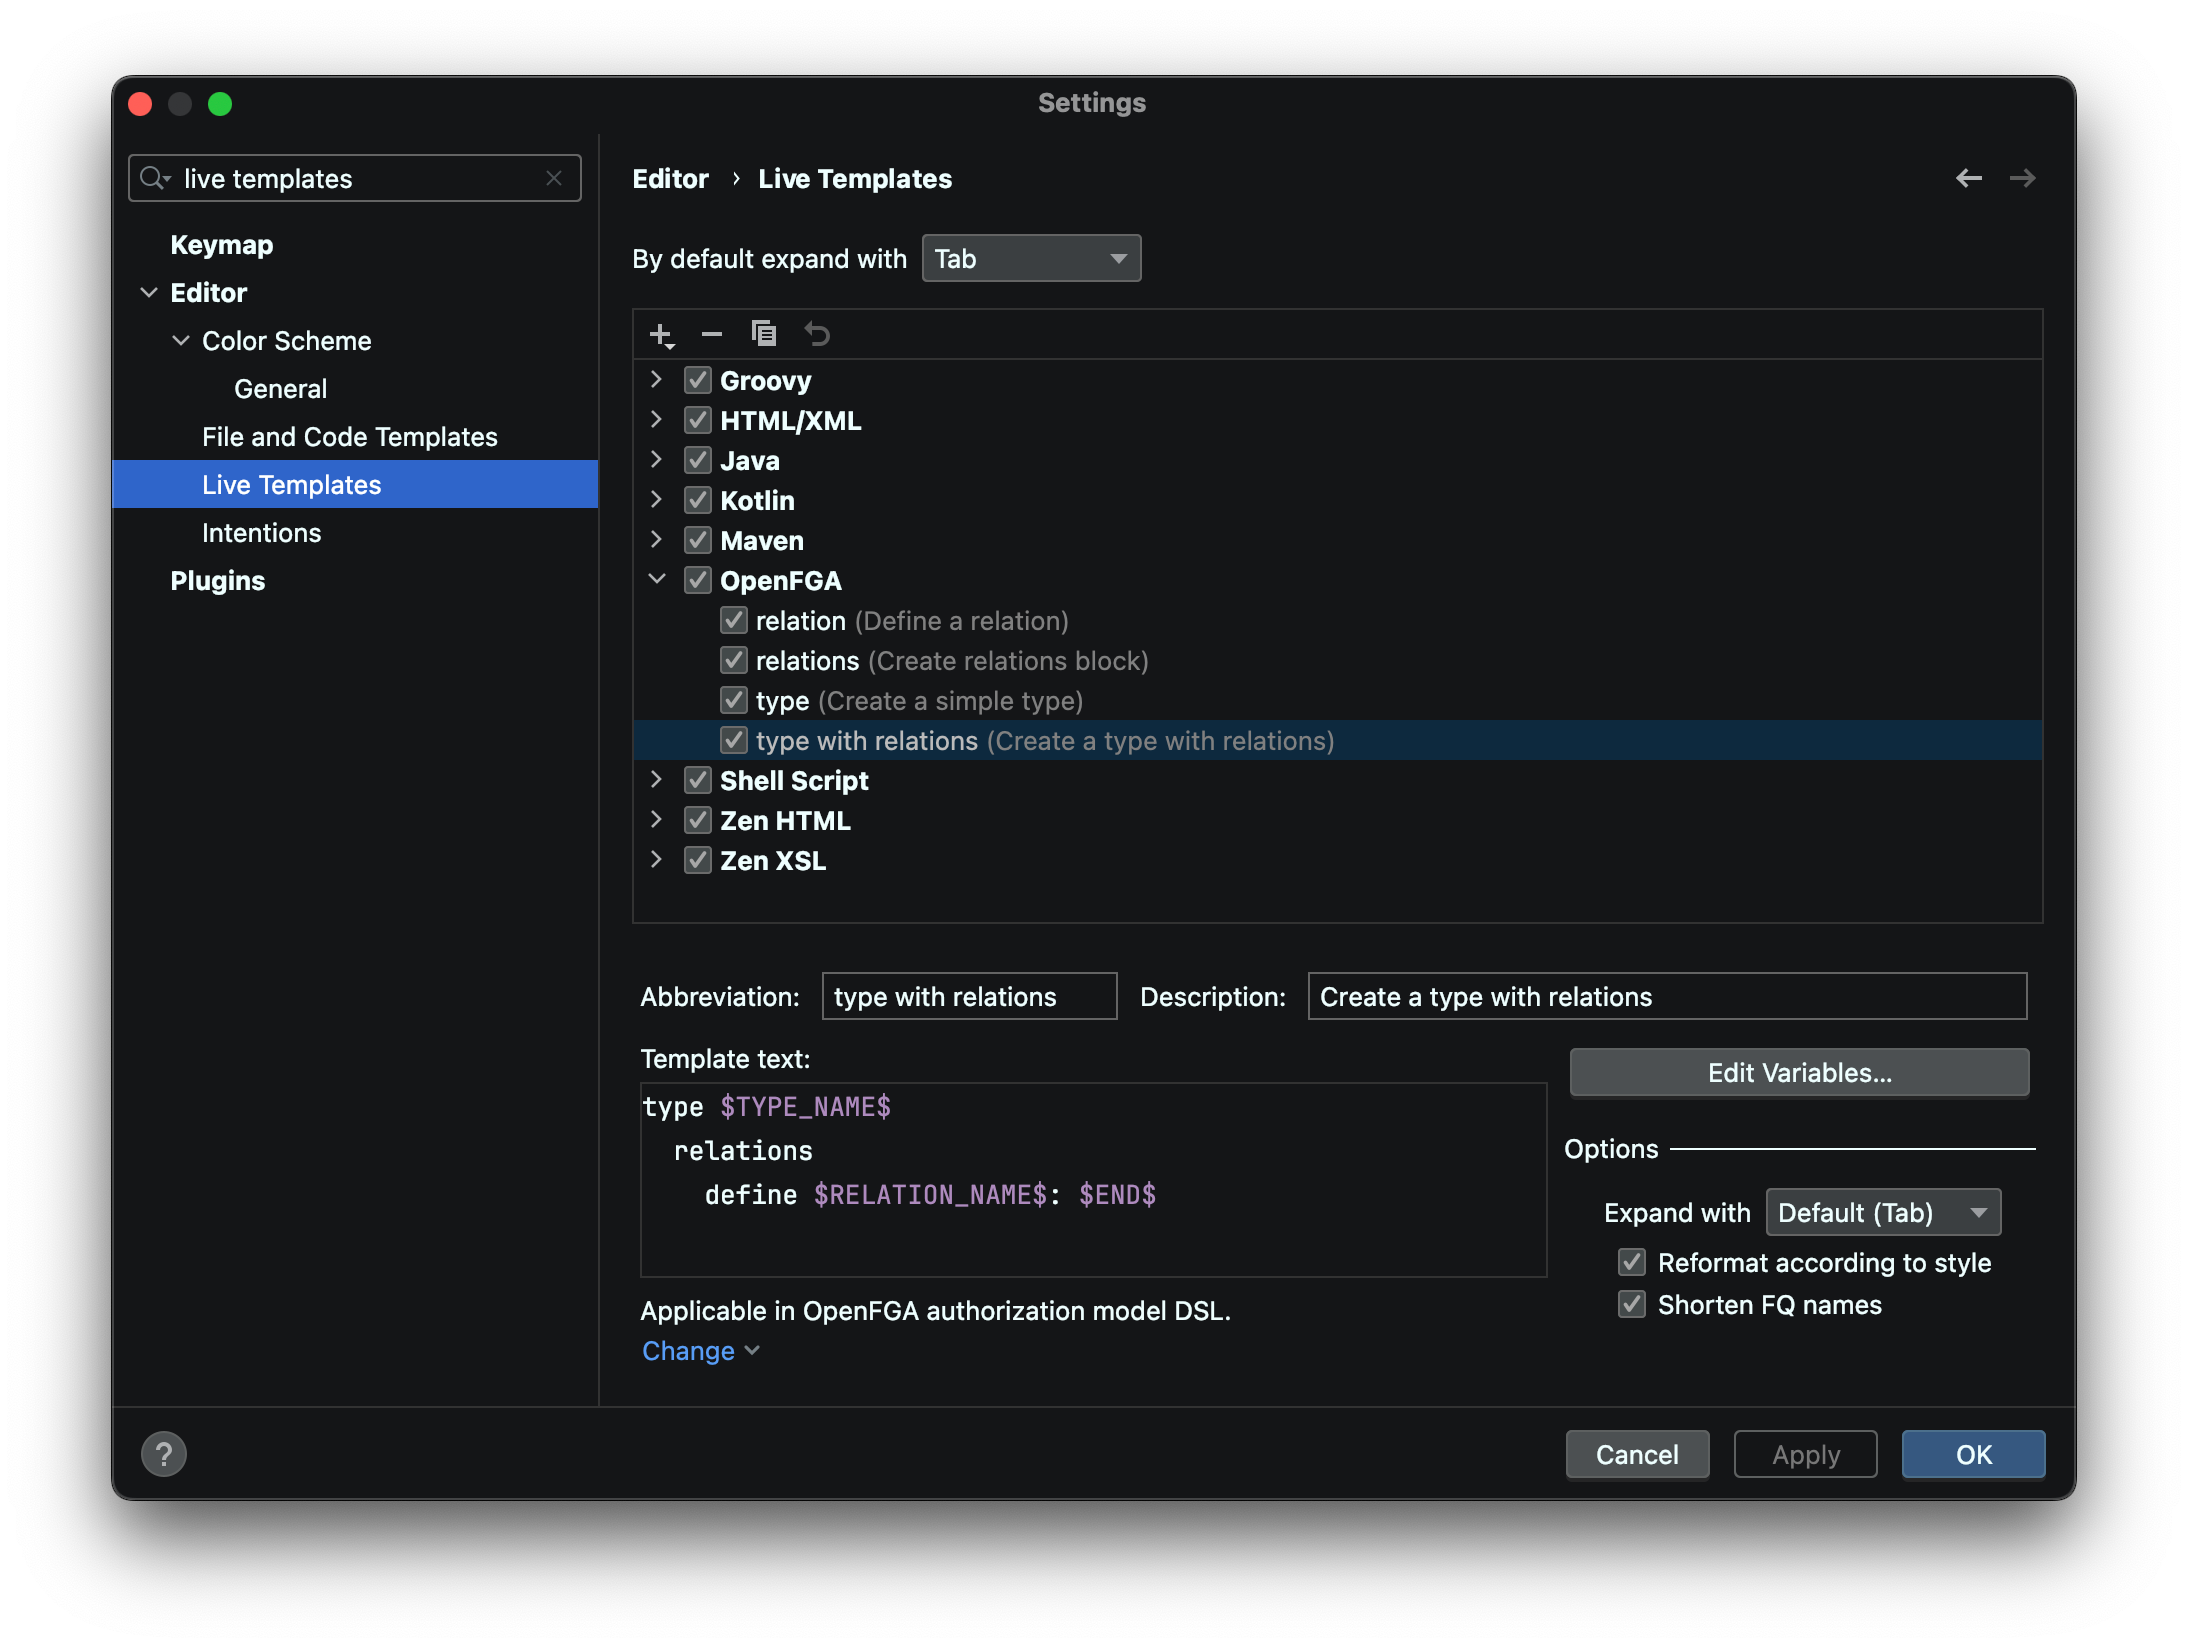 Settings
live templates
Keymap
Editor
Color Scheme
General
File and Code Templates
Live Templates
Intentions
Plugins
Editor › Live Templates
By default expand with Tab
Groovy
HTML/XML
Java
Kotlin
Maven
OpenFGA
relation (Define a relation)
relations (Create relations block)
type (Create a simple type)
type with relations (Create a type with relations)
Shell Script
Zen HTML
Zen XSL
Abbreviation: type with relations Description: Create a type with relations
Template text:
type $TYPE_NAME$
relations
define $RELATION_NAME$: $END$
Applicable in OpenFGA authorization model DSL.
Change
Edit Variables...
Options
Expand with Default (Tab)
Reformat according to style
Shorten FQ names
? Cancel Apply OK